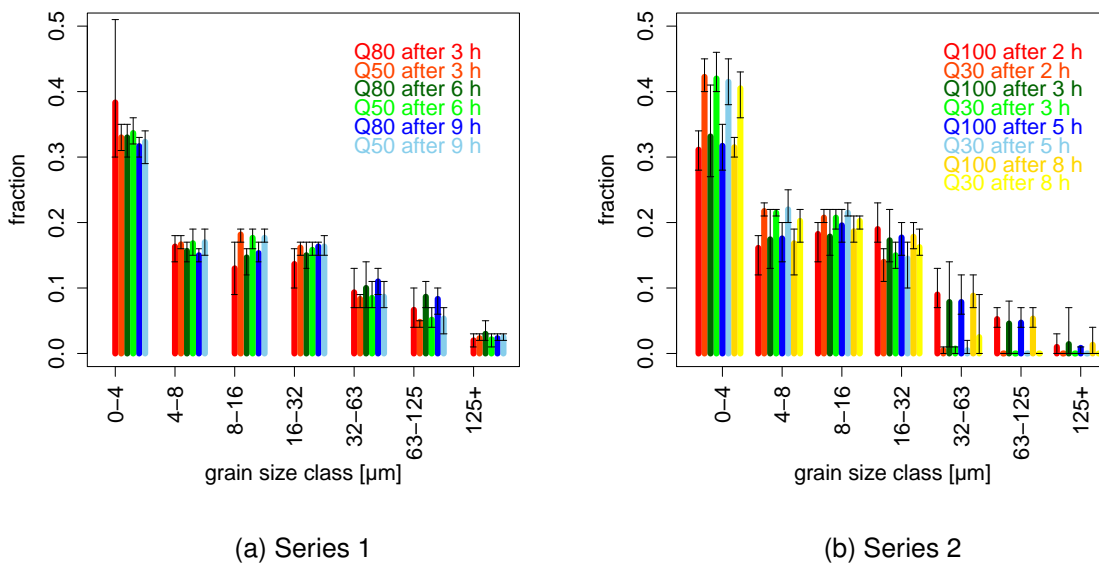 0.5
0.4
0.3
0.2
0.1
0.0
fraction
Q80 after 3 h
Q50 after 3 h
Q80 after 6 h
Q50 after 6 h
Q80 after 9 h
Q50 after 9 h
0−4
4−8
8−16
16−32
32−63
63−125
125+
grain size class [µm]
(a) Series 1
0.5
0.4
0.3
0.2
0.1
0.0
fraction
Q100 after 2 h
Q30 after 2 h
Q100 after 3 h
Q30 after 3 h
Q100 after 5 h
Q30 after 5 h
Q100 after 8 h
Q30 after 8 h
0−4
4−8
8−16
16−32
32−63
63−125
125+
grain size class [µm]
(b) Series 2